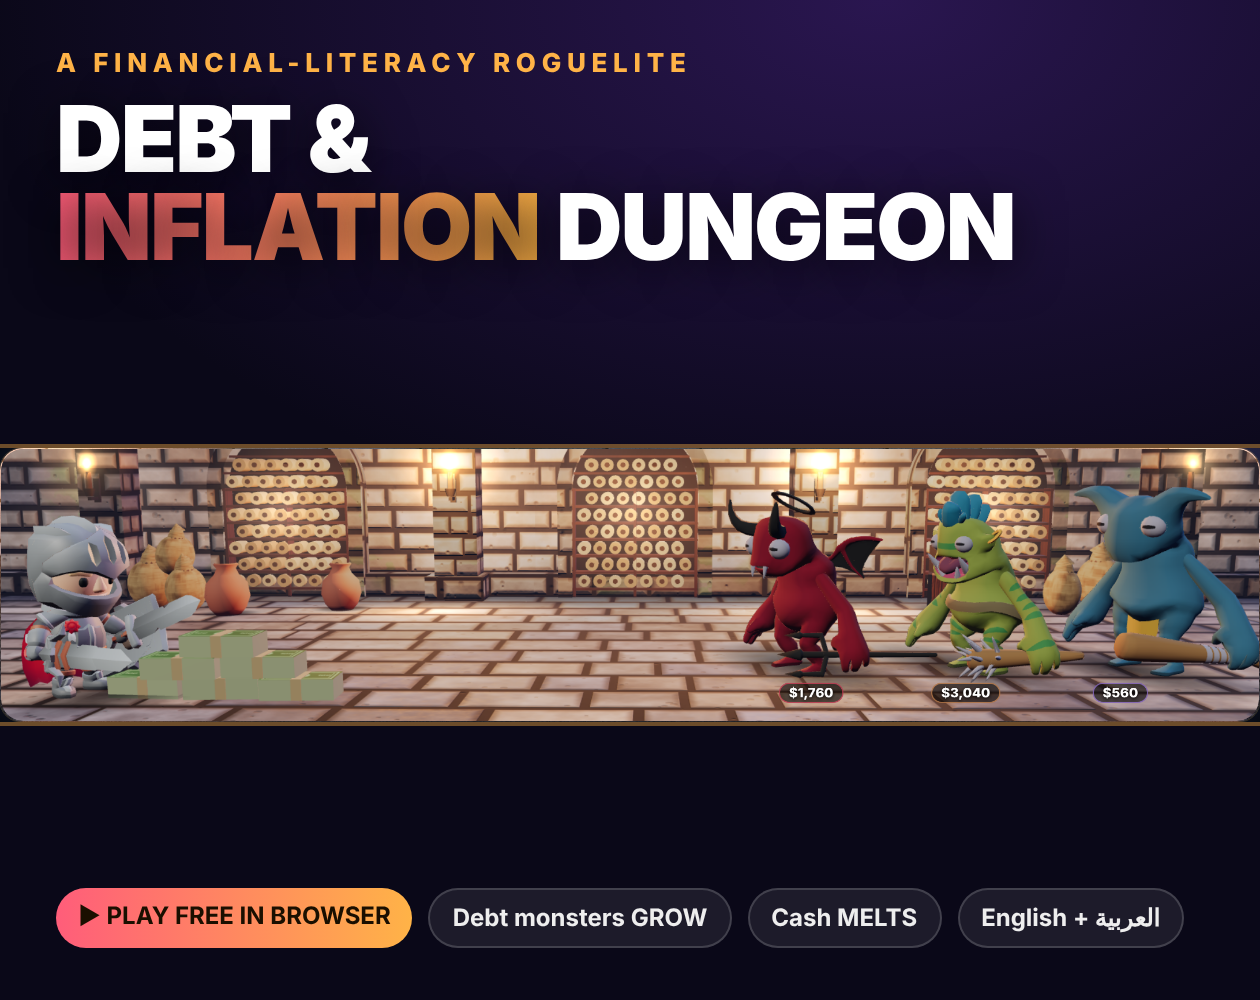 A FINANCIAL-LITERACY ROGUELITE
DEBT &
INFLATION DUNGEON
$1,760
$3,040
$560
▶ PLAY FREE IN BROWSER
Debt monsters GROW
Cash MELTS
English + العربية